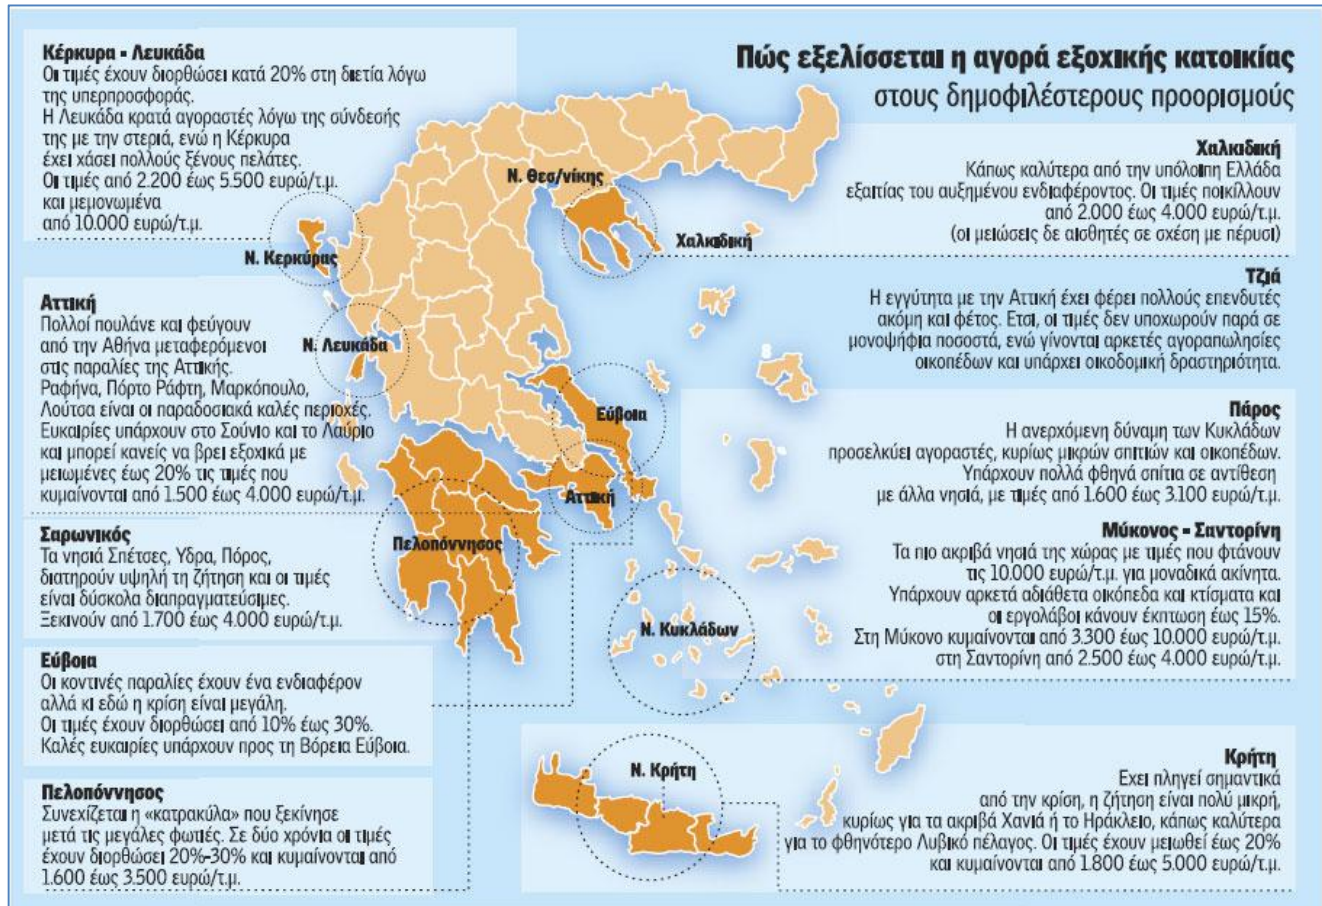 Πώς εξελίσσεται η αγορά εξοχικής κατοικίας
στους δημοφιλέστερους προορισμούς
Κέρκυρα - Λευκάδα
Οι τιμές έχουν διορθώσει κατά 20% στη διετία λόγω
της υπερπροσφοράς.
Η Λευκάδα κρατά αγοραστές λόγω της σύνδεσής
της με την στεριά, ενώ η Κέρκυρα
έχει χάσει πολλούς ξένους πελάτες.
Οι τιμές από 2.200 έως 5.500 ευρώ/τ.μ.
και μεμονωμένα
από 10.000 ευρώ/τ.μ.
Αττική
Πολλοί πουλάνε και φεύγουν
από την Αθήνα μεταφερόμενοι
στις παραλίες της Αττικής.
Ραφήνα, Πόρτο Ράφτη, Μαρκόπουλο,
Λούτσα είναι οι παραδοσιακά καλές περιοχές.
Ευκαιρίες υπάρχουν στο Σούνιο και το Λαύριο
και μπορεί κανείς να βρει εξοχικά με
μειωμένες έως 20% τις τιμές που
κυμαίνονται από 1.500 έως 4.000 ευρώ/τ.μ.
Σαρωνικός
Τα νησιά Σπέτσες, Υδρα, Πόρος,
διατηρούν υψηλή τη ζήτηση και οι τιμές
είναι δύσκολα διαπραγματεύσιμες.
Ξεκινούν από 1.700 έως 4.000 ευρώ/τ.μ.
Εύβοια
Οι κοντινές παραλίες έχουν ένα ενδιαφέρον
αλλά κι εδώ η κρίση είναι μεγάλη.
Οι τιμές έχουν διορθώσει από 10% έως 30%.
Καλές ευκαιρίες υπάρχουν προς τη Βόρεια Εύβοια.
Πελοπόννησος
Συνεχίζεται η «κατρακύλα» που ξεκίνησε
μετά τις μεγάλες φωτιές. Σε δύο χρόνια οι τιμές
έχουν διορθώσει 20%-30% και κυμαίνονται από
1.600 έως 3.500 ευρώ/τ.μ.
Ν. Θεσ/νίκης
Χαλκιδική
Ν. Κερκύρας
Ν. Λευκάδα
Εύβοια
Αττική
Πελοπόννησος
Ν. Κυκλάδων
Ν. Κρήτη
Χαλκιδική
Κάπως καλύτερα από την υπόλοιπη Ελλάδα
εξαιτίας του αυξημένου ενδιαφέροντος. Οι τιμές ποικίλλουν
από 2.000 έως 4.000 ευρώ/τ.μ.
(οι μειώσεις δε αισθητές σε σχέση με πέρυσι)
Τζιά
Η εγγύτητα με την Αττική έχει φέρει πολλούς επενδυτές
ακόμη και φέτος. Ετσι, οι τιμές δεν υποχωρούν παρά σε
μονοψήφια ποσοστά, ενώ γίνονται αρκετές αγοραπωλησίες
οικοπέδων και υπάρχει οικοδομική δραστηριότητα.
Πάρος
Η ανερχόμενη δύναμη των Κυκλάδων
προσελκύει αγοραστές, κυρίως μικρών σπιτιών και οικοπέδων.
Υπάρχουν πολλά φθηνά σπίτια σε αντίθεση
με άλλα νησιά, με τιμές από 1.600 έως 3.100 ευρώ/τ.μ.
Μύκονος - Σαντορίνη
Τα πιο ακριβά νησιά της χώρας με τιμές που φτάνουν
τις 10.000 ευρώ/τ.μ. για μοναδικά ακίνητα.
Υπάρχουν αρκετά αδιάθετα οικόπεδα και κτίσματα και
οι εργολάβοι κάνουν έκπτωση έως 15%.
Στη Μύκονο κυμαίνονται από 3.300 έως 10.000 ευρώ/τ.μ.
στη Σαντορίνη από 2.500 έως 4.000 ευρώ/τ.μ.
Κρήτη
Εχει πληγεί σημαντικά
από την κρίση, η ζήτηση είναι πολύ μικρή,
κυρίως για τα ακριβά Χανιά ή το Ηράκλειο, κάπως καλύτερα
για το φθηνότερο Λυβικό πέλαγος. Οι τιμές έχουν μειωθεί έως 20%
και κυμαίνονται από 1.800 έως 5.000 ευρώ/τ.μ.